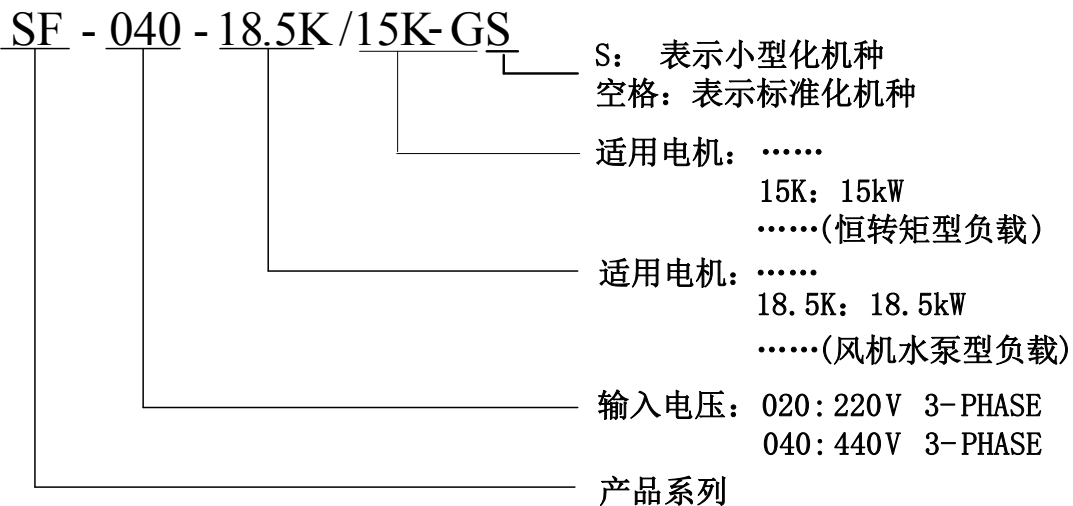 SF - 040 - 18.5K /15K- GS
S： 表示小型化机种
空格：表示标准化机种
适用电机：……
15K：15kW
……(恒转矩型负载)
适用电机：……
18.5K：18.5kW
……(风机水泵型负载)
输入电压：020:220V 3-PHASE
040:440V 3-PHASE
产品系列